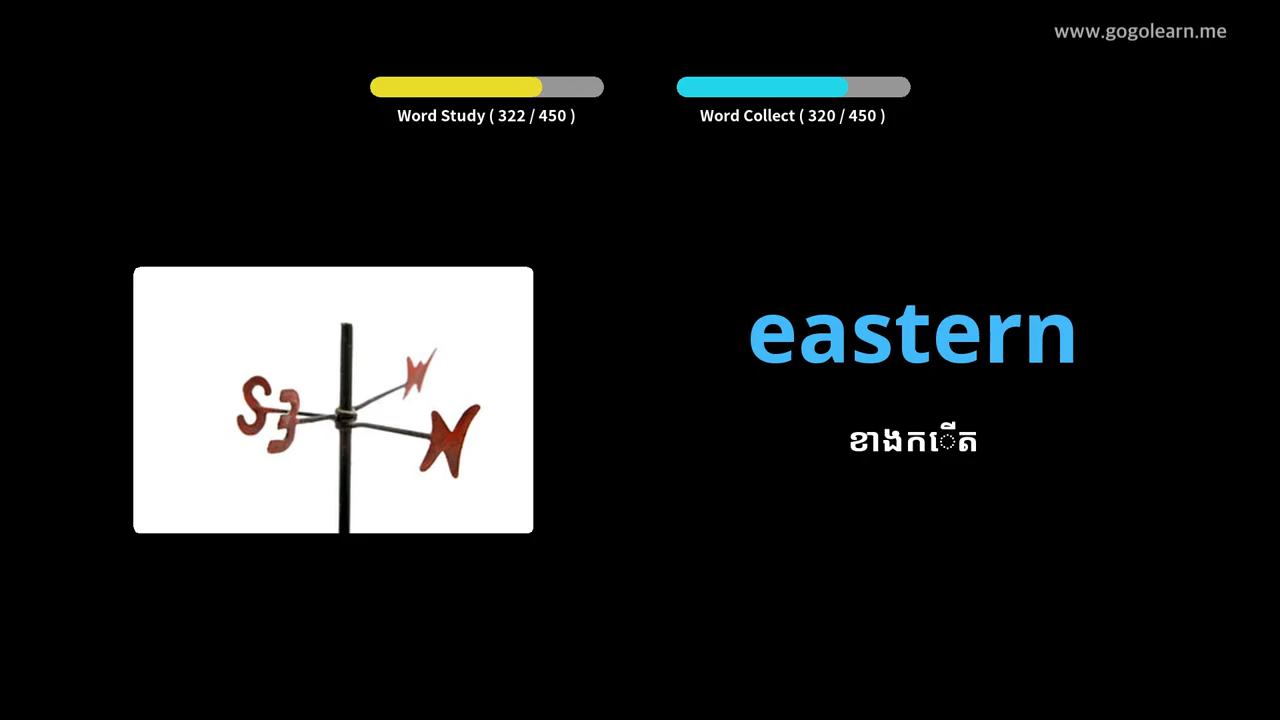 www.gogolearn.me
Word Study ( 322 / 450 )
Word Collect ( 320 / 450 )
eastern
ខាងកើត
S E N W